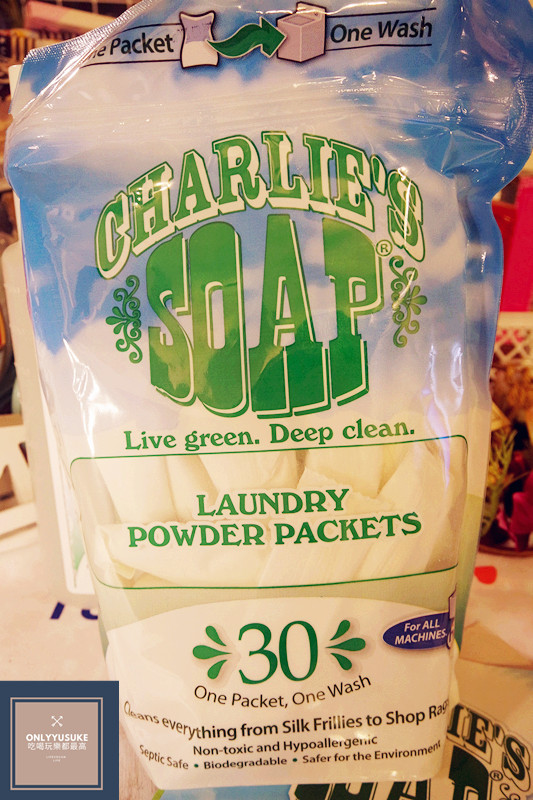 Packet One Wash
CHARLIE'S
SOAP®
Live green. Deep clean.
LAUNDRY
POWDER PACKETS
For ALL
MACHINES
30
One Packet, One Wash
Cleans everything from Silk Frillies to Shop Rag
Non-toxic and Hypoallergenic
Septic Safe • Biodegradable • Safer for the Environment
ONLYYUSUKE
吃喝玩樂都最高